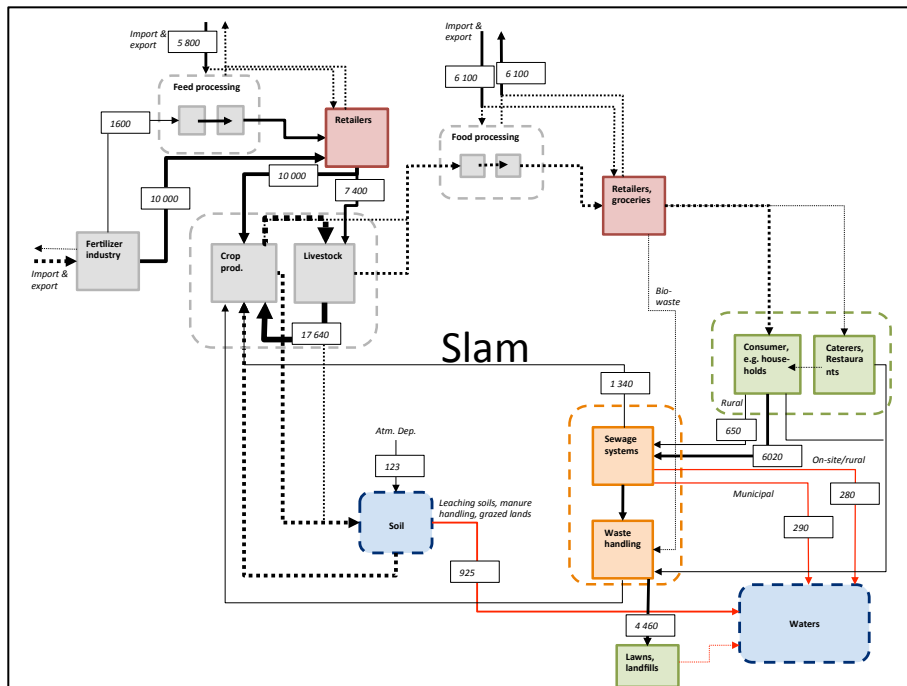 Import &
export
5 800
Import &
export
6 100
6 100
Feed processing
1600
Retailers
Food processing
10 000
10 000
7 400
Retailers,
groceries
Fertilizer
industry
Import &
export
Crop
prod.
Livestock
Bio-
waste
17 640
Slam
Consumer,
e.g. house-
holds
Caterers,
Restaura
nts
1 340
Rural
650
6020
Atm. Dep.
123
Sewage
systems
On-site/rural
Municipal
280
290
Leaching soils, manure
handling, grazed lands
Soil
Waste
handling
925
4 460
Waters
Lawns,
landfills